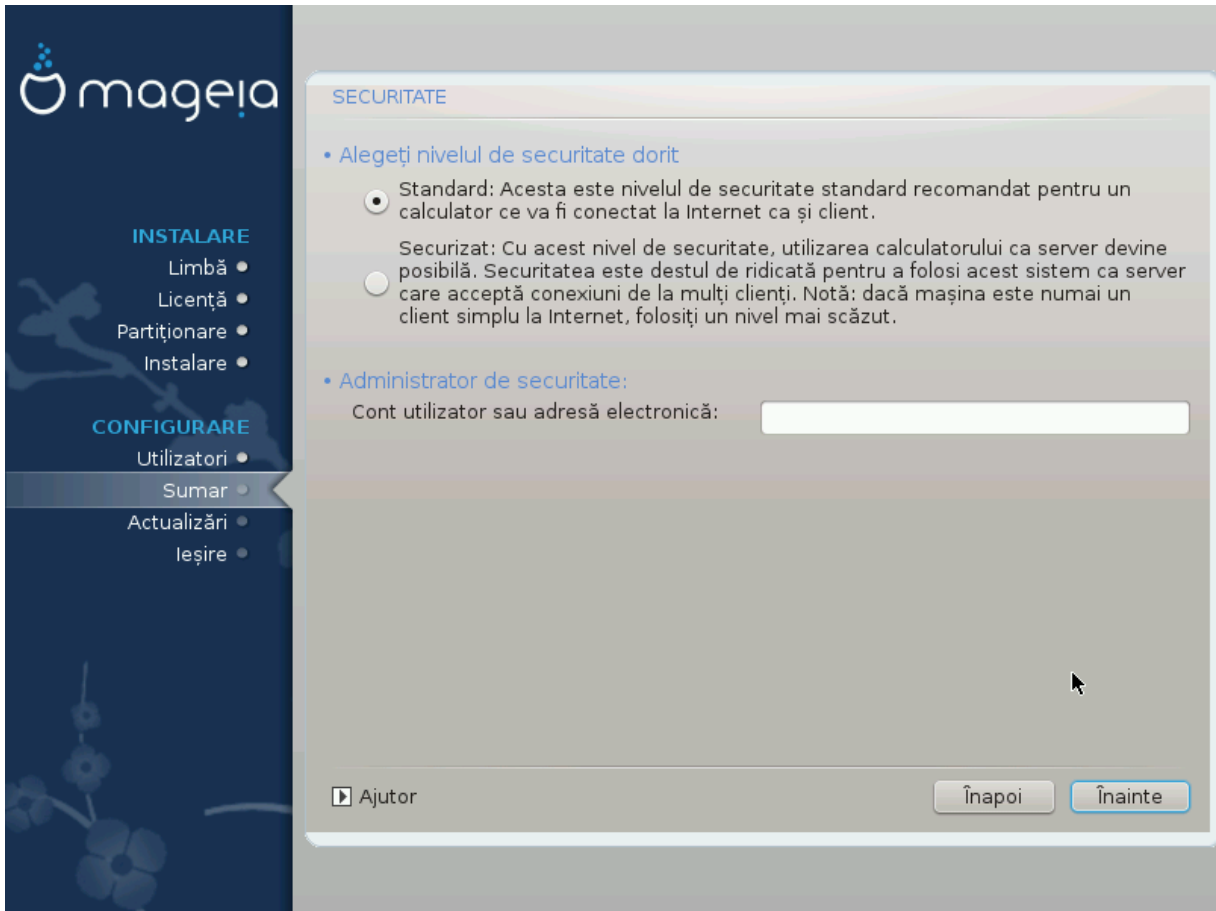 mageia
INSTALARE
Limbă
Licență
Partiționare
Instalare
CONFIGURARE
Utilizatori
Sumar
Actualizări
Ieșire
SECURITATE
• Alegeți nivelul de securitate dorit
Standard: Acesta este nivelul de securitate standard recomandat pentru un
calculator ce va fi conectat la Internet ca și client.
Securizat: Cu acest nivel de securitate, utilizarea calculatorului ca server devine
posibilă. Securitatea este destul de ridicată pentru a folosi acest sistem ca server
care acceptă conexiuni de la mulți clienți. Notă: dacă mașina este numai un
client simplu la Internet, folosiți un nivel mai scăzut.
• Administrator de securitate:
Cont utilizator sau adresă electronică:
Ajutor
Înapoi
Înainte